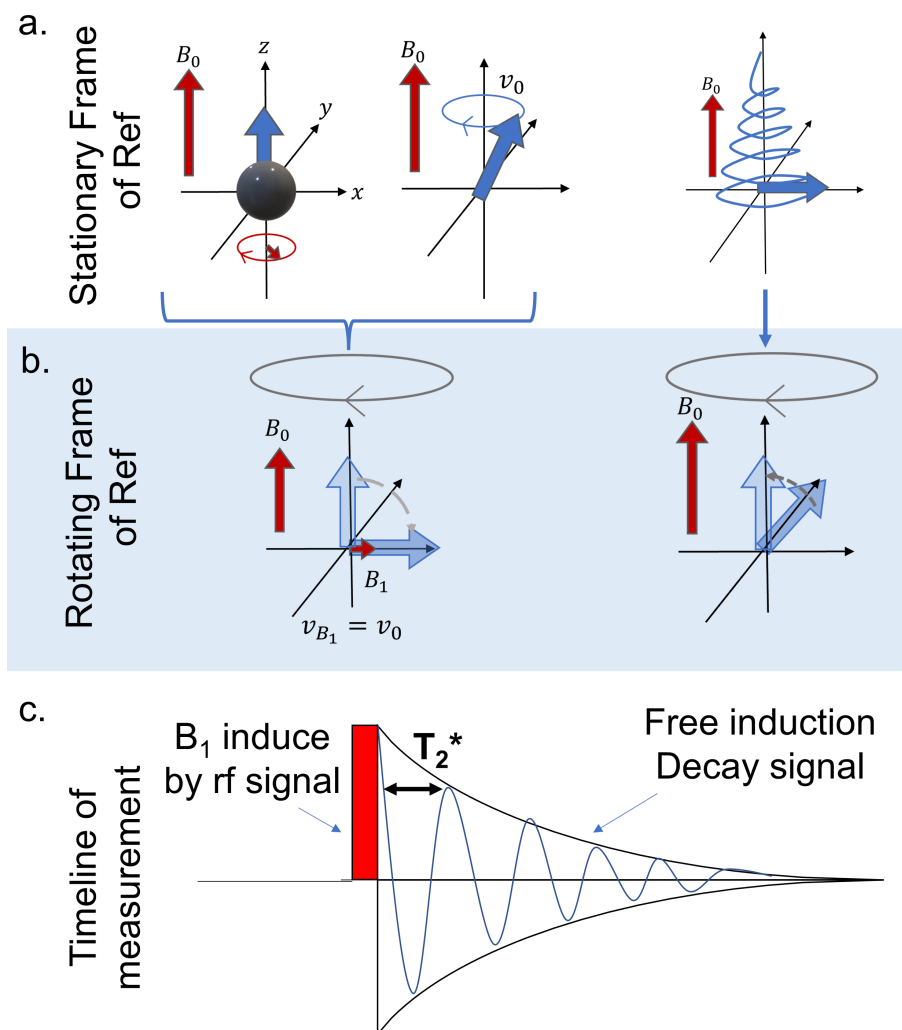 a.
Stationary Frame
of Ref
B₀
z
y
x
B₀
v₀
B₀
b.
Rotating Frame
of Ref
B₀
B₁
v_B₁ = v₀
B₀
c.
Timeline of
measurement
B₁ induce
by rf signal
T₂*
Free induction
Decay signal